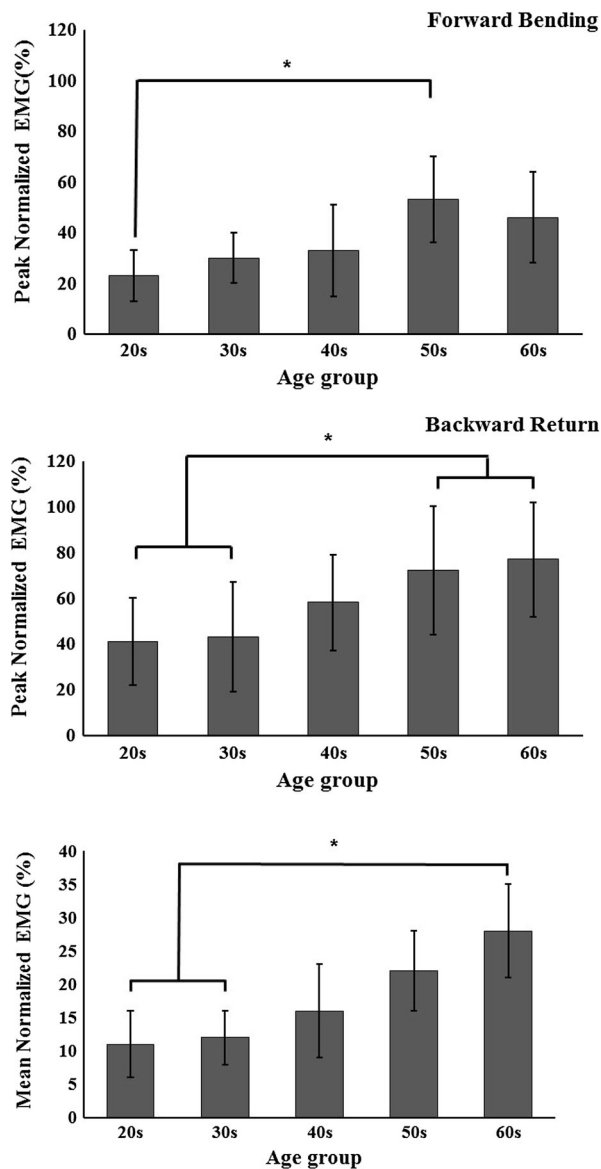 Forward Bending
Peak Normalized EMG(%)
120
100
80
60
40
20
0
*
20s 30s 40s 50s 60s
Age group
Backward Return
Peak Normalized EMG (%)
120
100
80
60
40
20
0
*
20s 30s 40s 50s 60s
Age group
Mean Normalized EMG (%)
40
35
30
25
20
15
10
5
0
*
20s 30s 40s 50s 60s
Age group